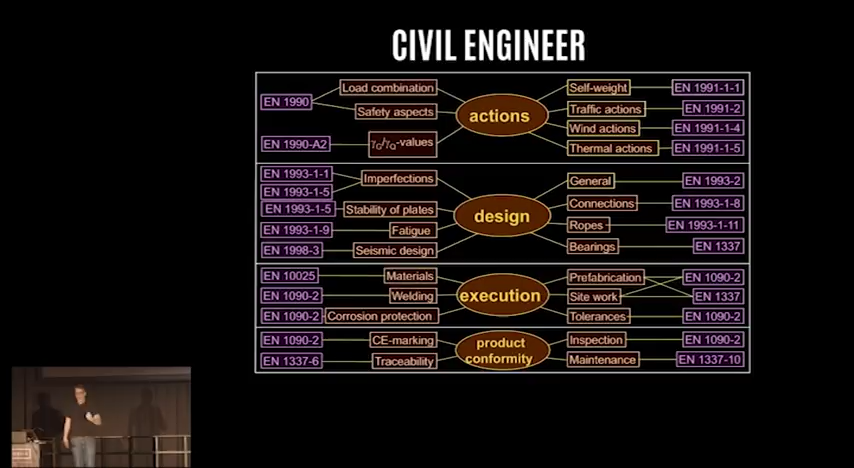 CIVIL ENGINEER
EN 1990
Load combination
Safety aspects
EN 1990-A2
γG/γQ-values
actions
Self-weight
EN 1991-1-1
Traffic actions
EN 1991-2
Wind actions
EN 1991-1-4
Thermal actions
EN 1991-1-5
EN 1993-1-1
EN 1993-1-5
Imperfections
EN 1993-1-5
Stability of plates
EN 1993-1-9
Fatigue
EN 1998-3
Seismic design
design
General
EN 1993-2
Connections
EN 1993-1-8
Ropes
EN 1993-1-11
Bearings
EN 1337
EN 10025
Materials
EN 1090-2
Welding
EN 1090-2
Corrosion protection
execution
Prefabrication
EN 1090-2
Site work
EN 1337
Tolerances
EN 1090-2
EN 1090-2
CE-marking
EN 1337-6
Traceability
product
conformity
Inspection
EN 1090-2
Maintenance
EN 1337-10